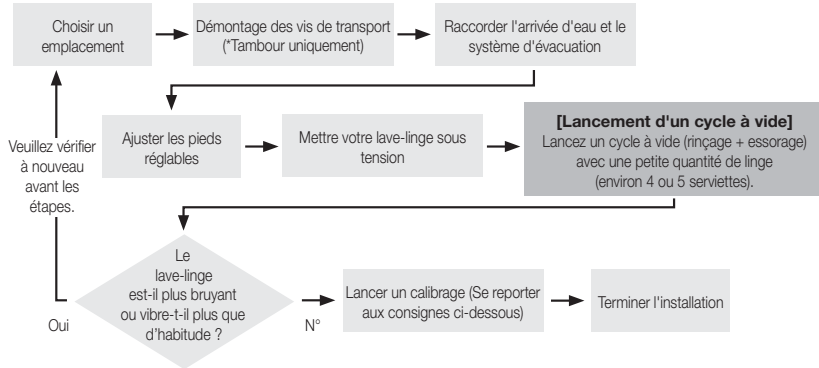 Choisir un
emplacement
Démontage des vis de transport
(*Tambour uniquement)
Raccorder l'arrivée d'eau et le
système d'évacuation
Veuillez vérifier
à nouveau
avant les
étapes.
Ajuster les pieds
réglables
Mettre votre lave-linge sous
tension
[Lancement d'un cycle à vide]
Lancez un cycle à vide (rinçage + essorage)
avec une petite quantité de linge
(environ 4 ou 5 serviettes).
Le
lave-linge
est-il plus bruyant
ou vibre-t-il plus que
d’habitude ?
Oui
N°
Lancer un calibrage (Se reporter
aux consignes ci-dessous)
Terminer l'installation